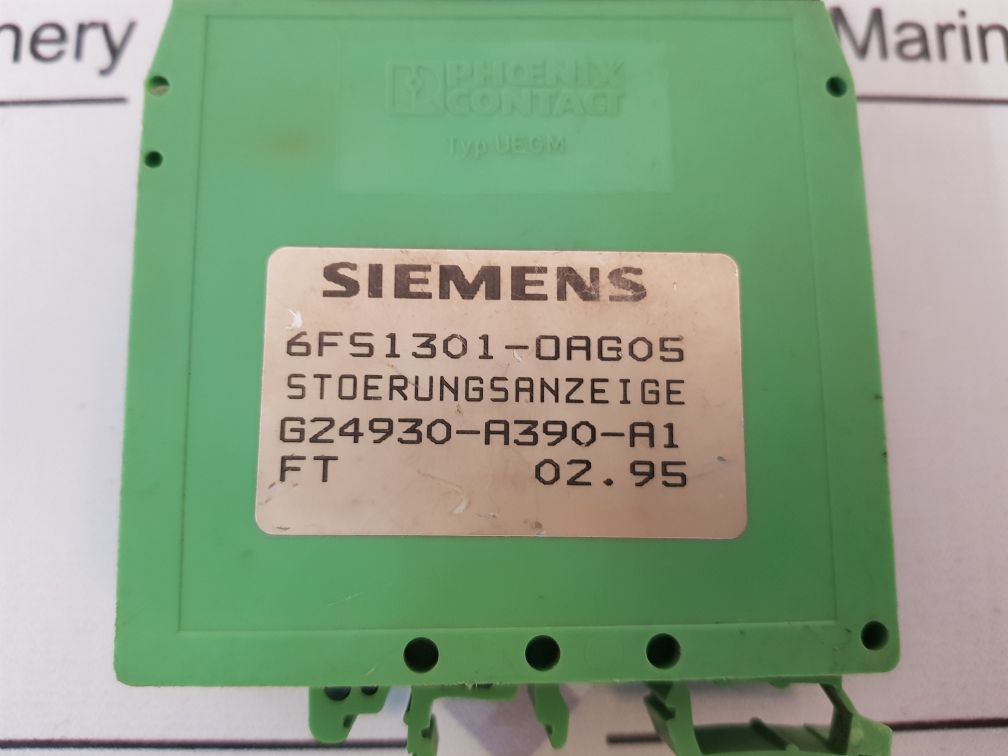 nery
Marin
PHOENIX
CONTACT
Typ UEGM
SIEMENS
6FS1301-0AG05
STOERUNGSANZEIGE
G24930-A390-A1
FT 02.95